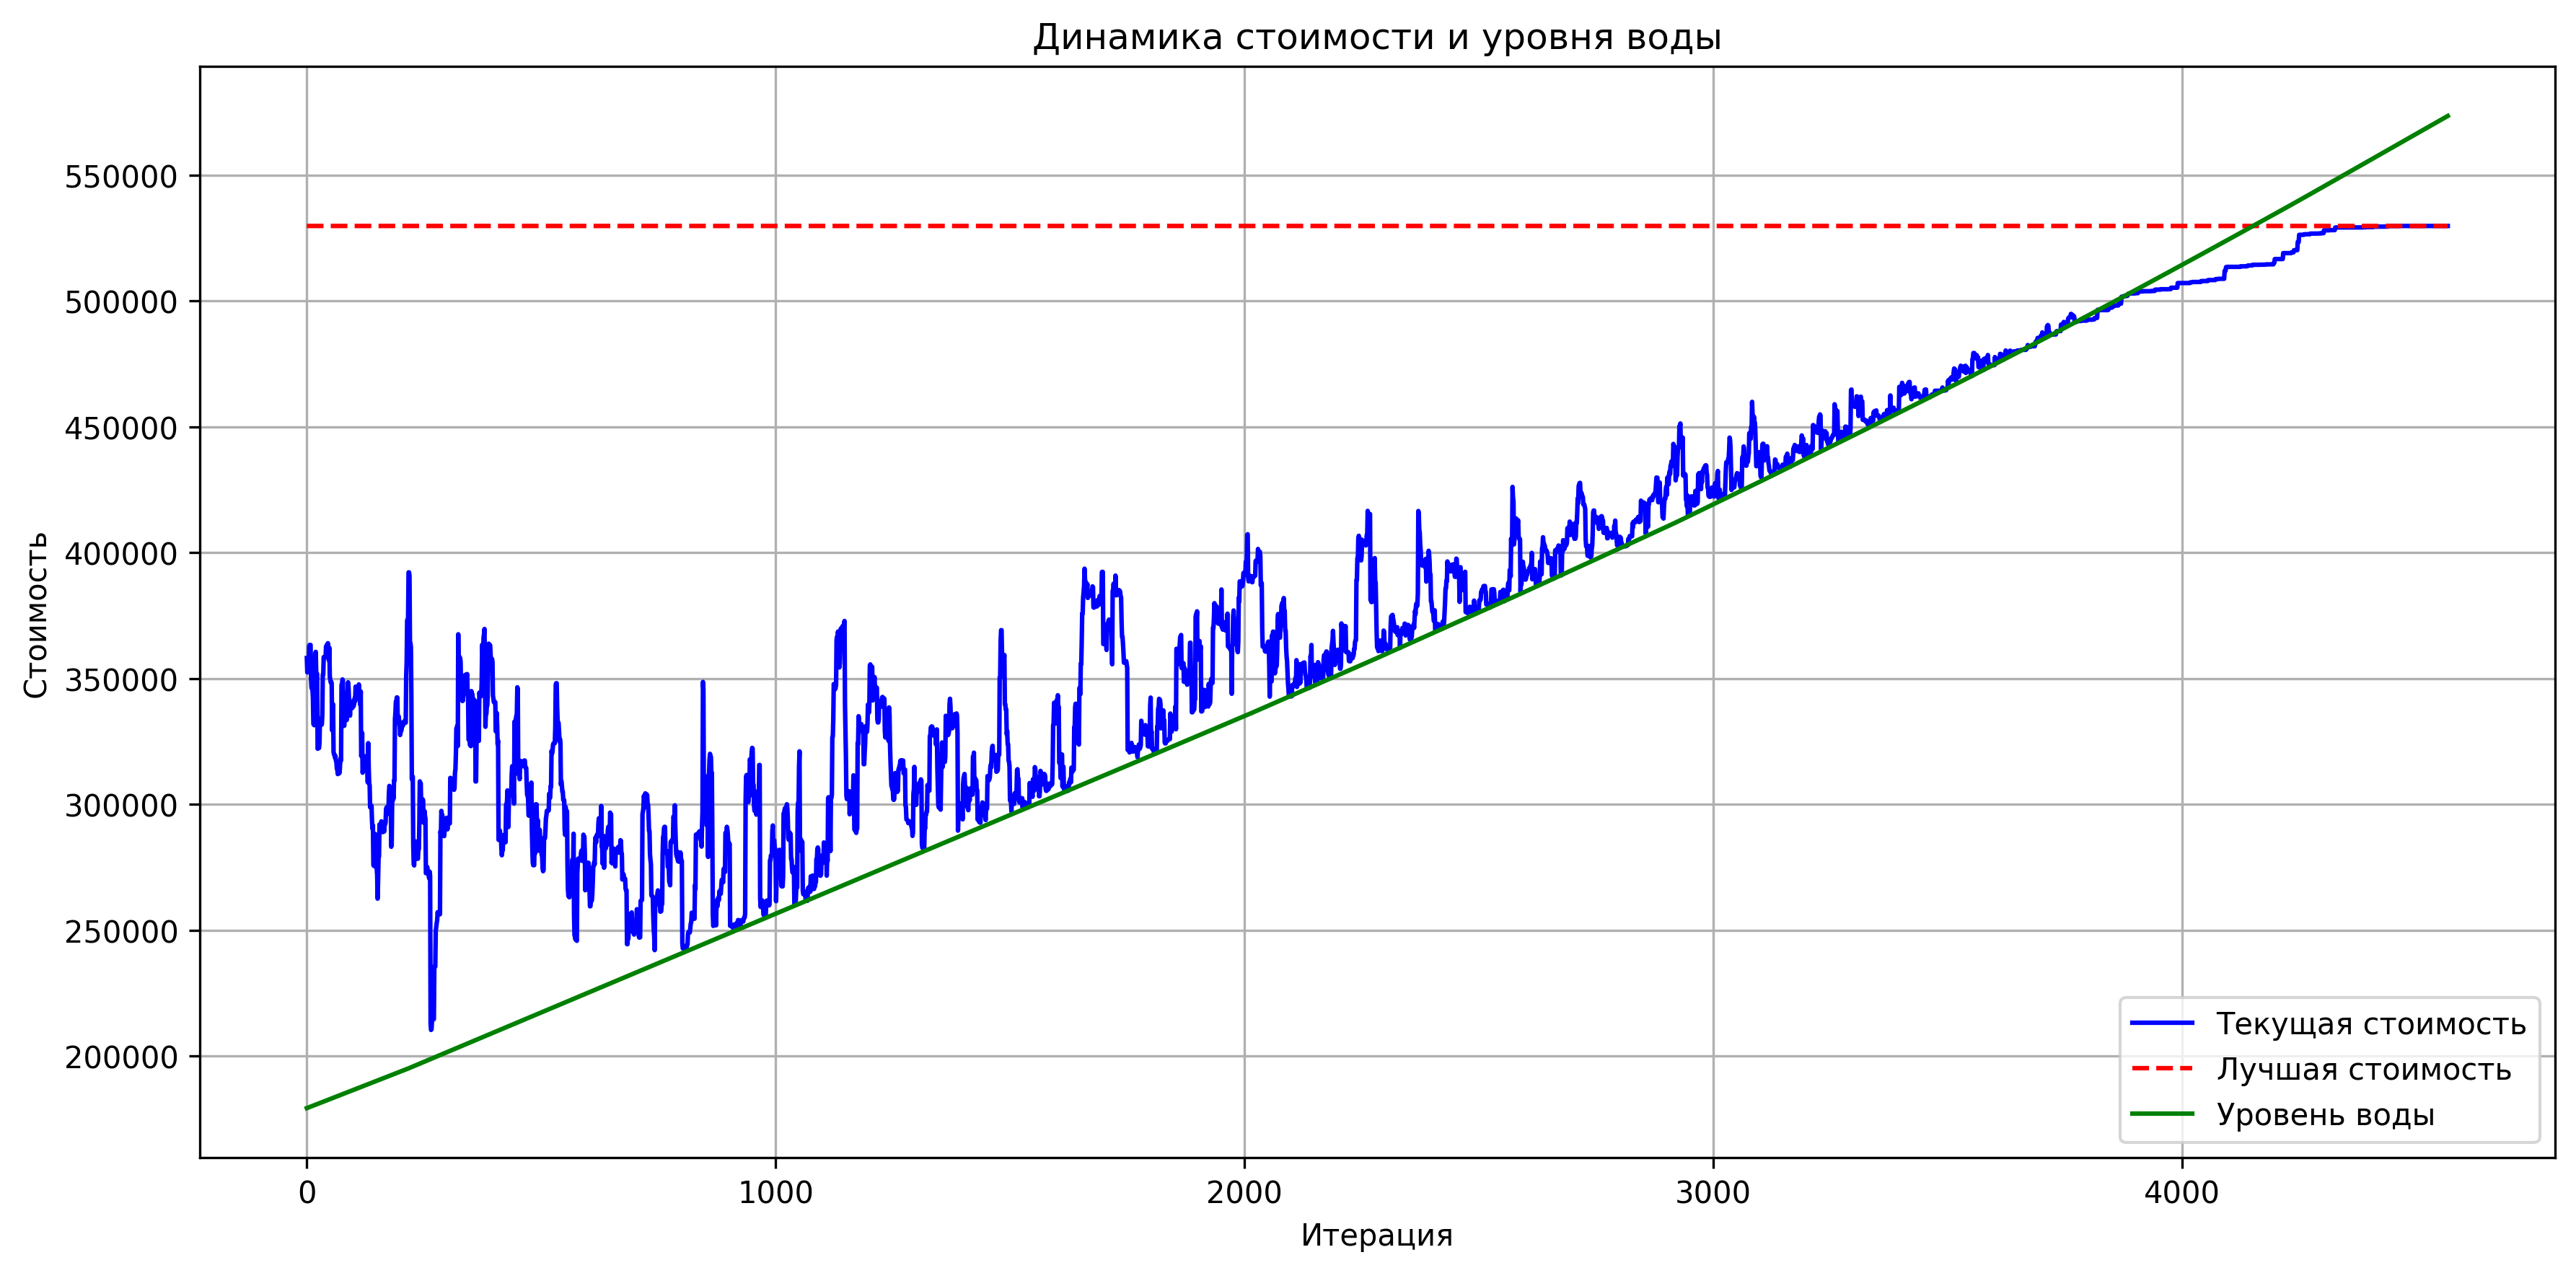 Динамика стоимости и уровня воды
Стоимость
550000
500000
450000
400000
350000
300000
250000
200000
0 1000 2000 3000 4000
Итерация
Текущая стоимость
Лучшая стоимость
Уровень воды